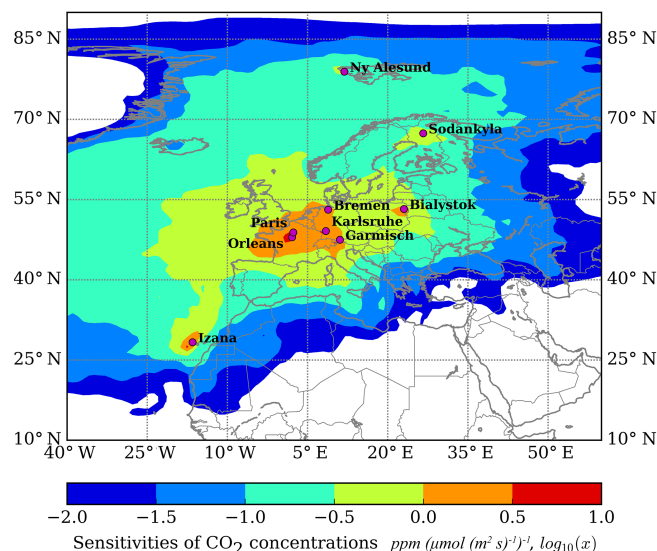 85° N 85° N
Ny Alesund
70° N 70° N
Sodankyla
55° N 55° N
Bremen Bialystok
Paris Karlsruhe
Orleans Garmisch
40° N 40° N
Izana
25° N 25° N
10° N 10° N
40° W 25° W 10° W 5° E 20° E 35° E 50° E
−2.0 −1.5 −1.0 −0.5 0.0 0.5 1.0
Sensitivities of CO₂ concentrations ppm (μmol (m² s)⁻¹)⁻¹, log₁₀(x)